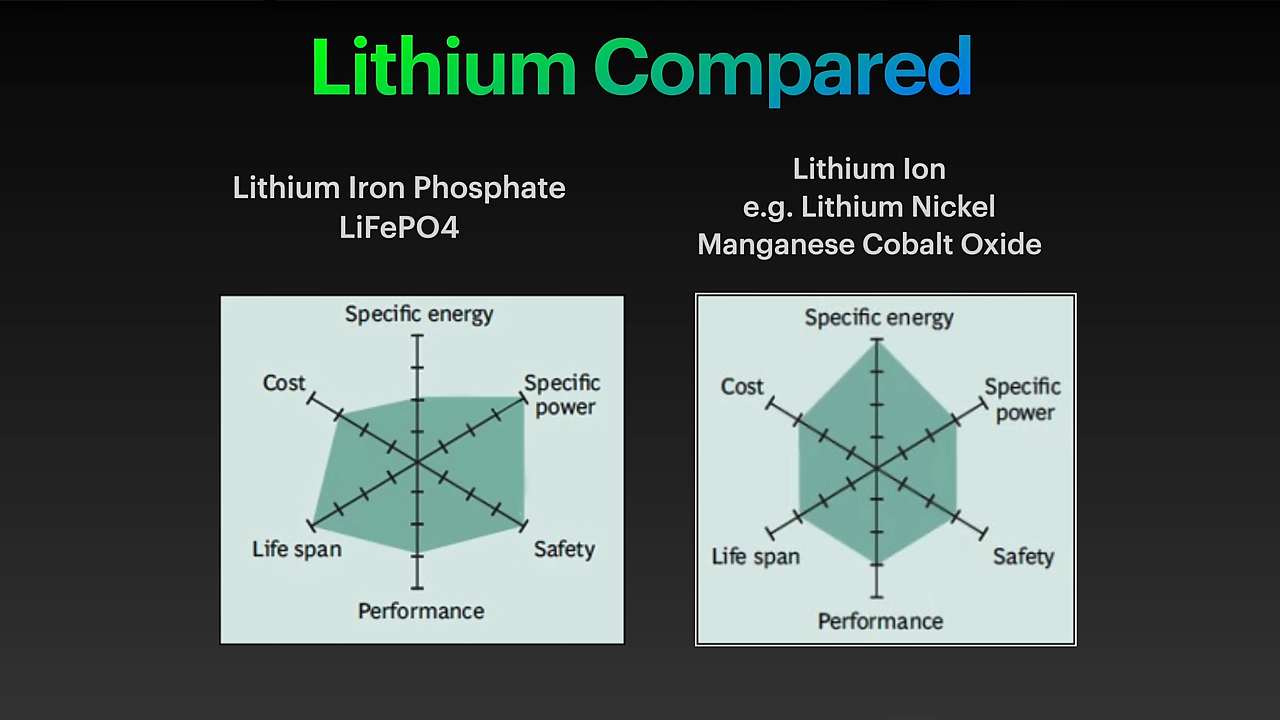 Lithium Compared
Lithium Iron Phosphate
LiFePO4
Lithium Ion
e.g. Lithium Nickel
Manganese Cobalt Oxide
Specific energy
Cost
Specific
power
Life span
Safety
Performance
Specific energy
Cost
Specific
power
Life span
Safety
Performance